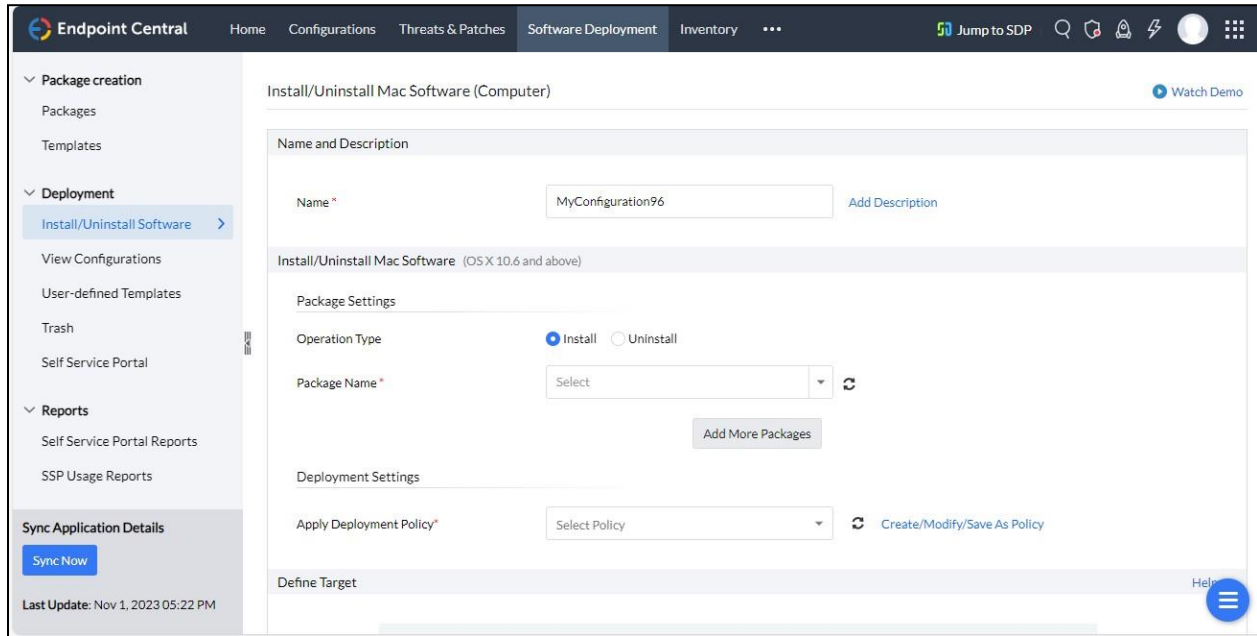 Endpoint Central Home Configurations Threats & Patches Software Deployment Inventory ••• Jump to SDP
Package creation
Packages
Templates
Deployment
Install/Uninstall Software
View Configurations
User-defined Templates
Trash
Self Service Portal
Reports
Self Service Portal Reports
SSP Usage Reports
Sync Application Details
Sync Now
Last Update: Nov 1, 2023 05:22 PM
Install/Uninstall Mac Software (Computer) Watch Demo
Name and Description
Name* MyConfiguration96 Add Description
Install/Uninstall Mac Software (OS X 10.6 and above)
Package Settings
Operation Type Install Uninstall
Package Name* Select
Add More Packages
Deployment Settings
Apply Deployment Policy* Select Policy Create/Modify/Save As Policy
Define Target